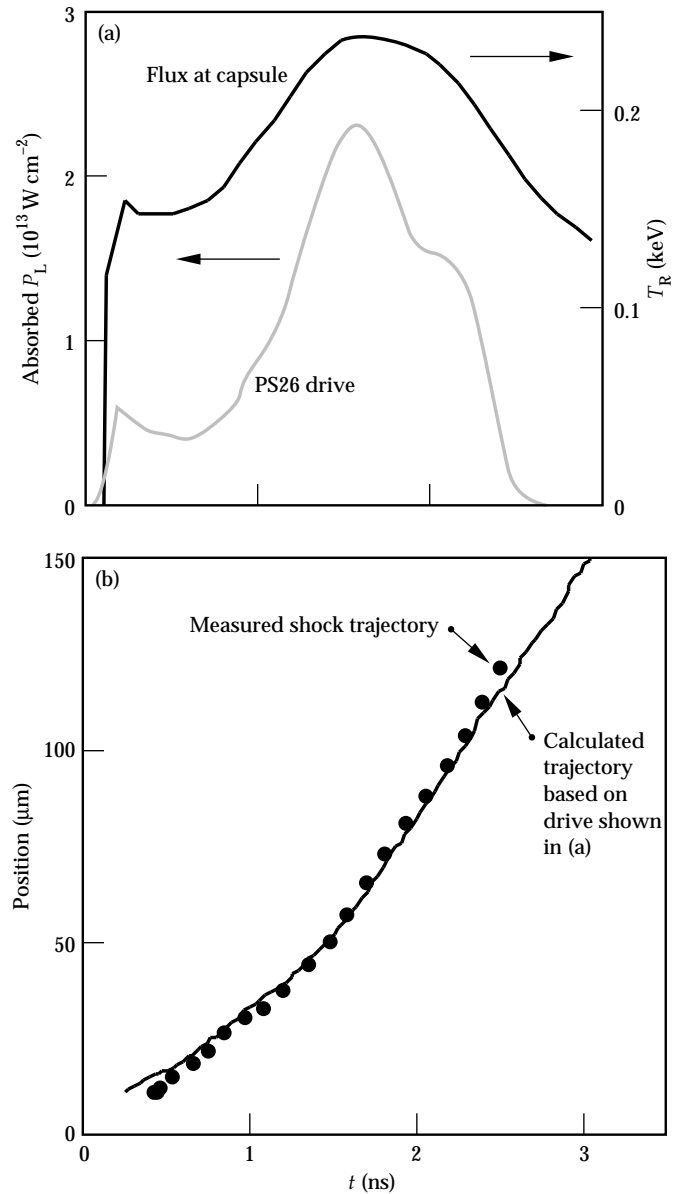 (a)
3
2
1
0
Absorbed P_L (10^13 W cm^–2)
Flux at capsule
PS26 drive
0.2
0.1
0
T_R (keV)
(b)
150
100
50
0
Position (µm)
Measured shock trajectory
Calculated
trajectory
based on
drive shown
in (a)
0
1
2
3
t (ns)